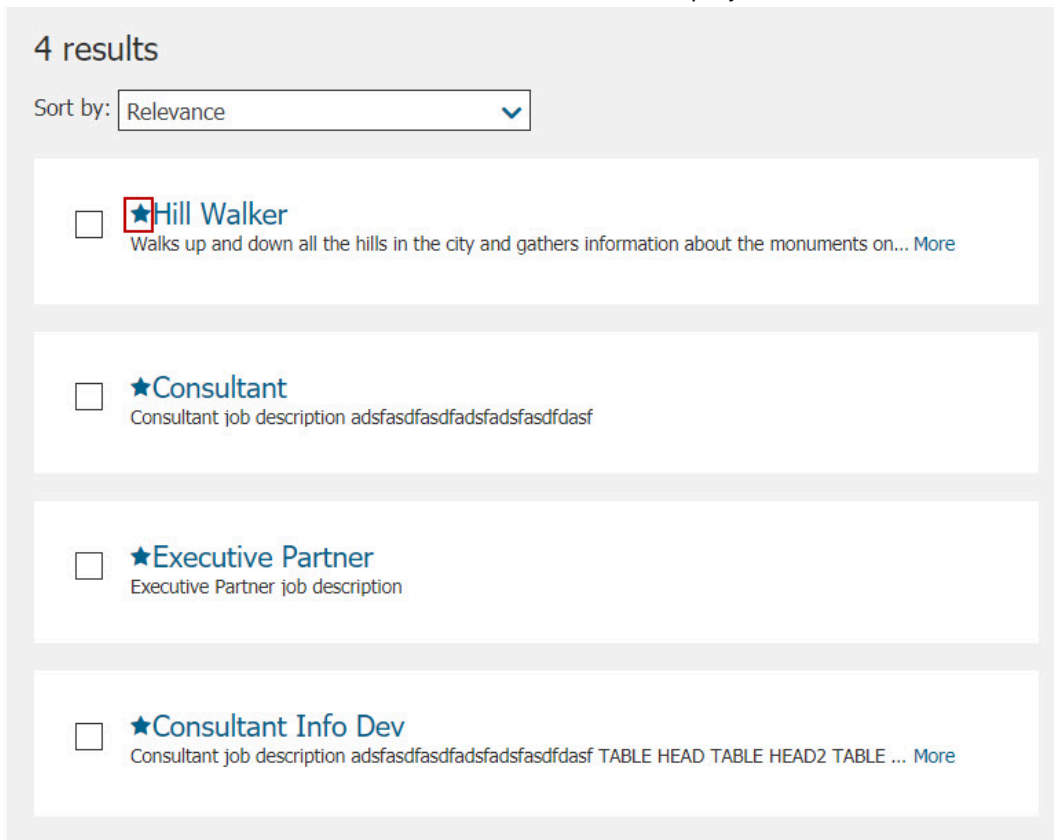 4 results
Sort by: Relevance
Hill Walker
Walks up and down all the hills in the city and gathers information about the monuments on... More
Consultant
Consultant job description adsfasdfasdfadsfadsfasdfdasf
Executive Partner
Executive Partner job description
Consultant Info Dev
Consultant job description adsfasdfasdfadsfadsfasdfdasf TABLE HEAD TABLE HEAD2 TABLE ... More